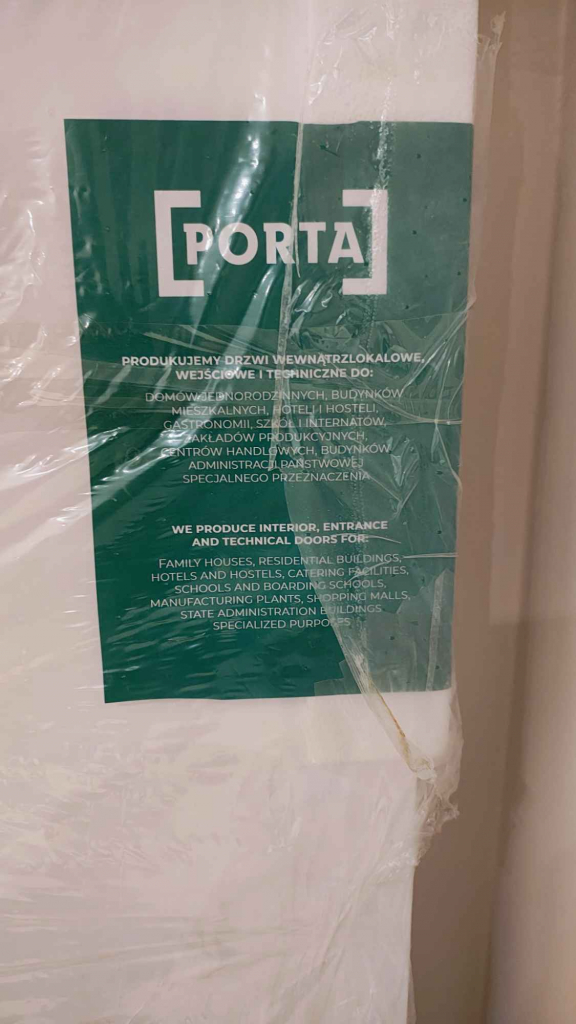 [PORTA]
PRODUKUJEMY DRZWI WEWNĄTRZLOKALOWE,
WEJŚCIOWE I TECHNICZNE DO:
DOMÓW JEDNORODZINNYCH, BUDYNKÓW
MIESZKALNYCH, HOTELI I HOSTELI,
GASTRONOMII, SZKÓŁ I INTERNATÓW,
ZAKŁADÓW PRODUKCYJNYCH,
CENTRÓW HANDLOWYCH, BUDYNKÓW
ADMINISTRACJI PAŃSTWOWEJ
SPECJALNEGO PRZEZNACZENIA
WE PRODUCE INTERIOR, ENTRANCE
AND TECHNICAL DOORS FOR:
FAMILY HOUSES, RESIDENTIAL BUILDINGS,
HOTELS AND HOSTELS, CATERING FACILITIES,
SCHOOLS AND BOARDING SCHOOLS,
MANUFACTURING PLANTS, SHOPPING MALLS,
STATE ADMINISTRATION BUILDINGS
SPECIALIZED PURPOSES